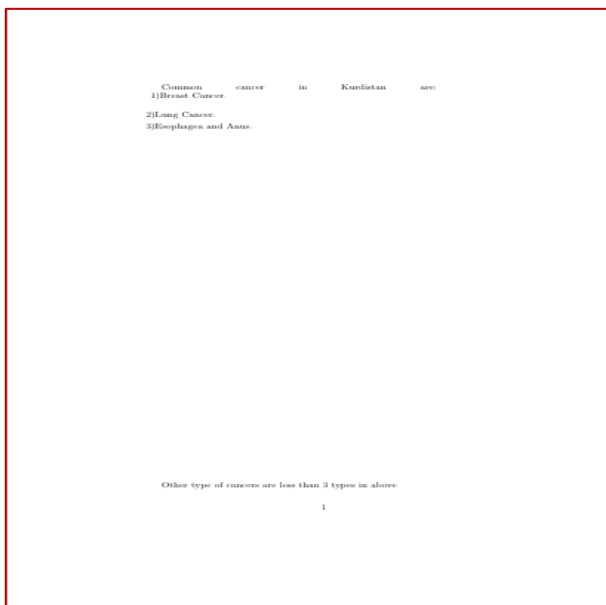 Common cancer in Kurdistan are:
1)Breast Cancer.
2)Lung Cancer.
3)Esophagea and Anus.
Other type of cancers are less than 3 types in above
1